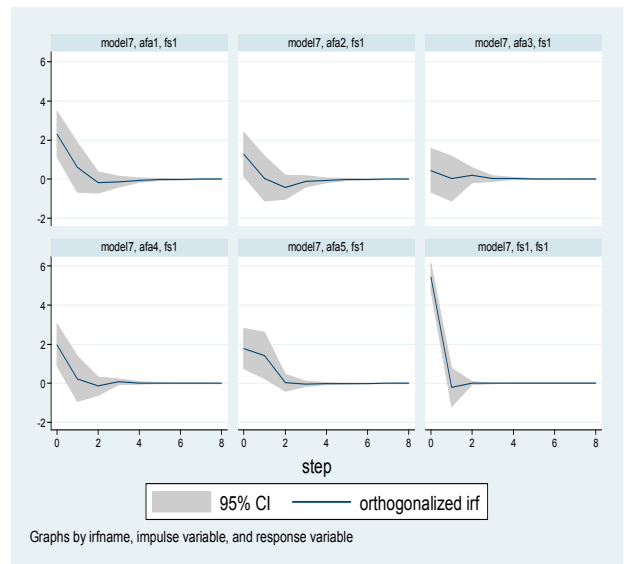 model7, afa1, fs1 model7, afa2, fs1 model7, afa3, fs1
6
4
2
0
-2
model7, afa4, fs1 model7, afa5, fs1 model7, fs1, fs1
6
4
2
0
-2
0 2 4 6 8 0 2 4 6 8 0 2 4 6 8
step
95% CI orthogonalized irf
Graphs by irfname, impulse variable, and response variable